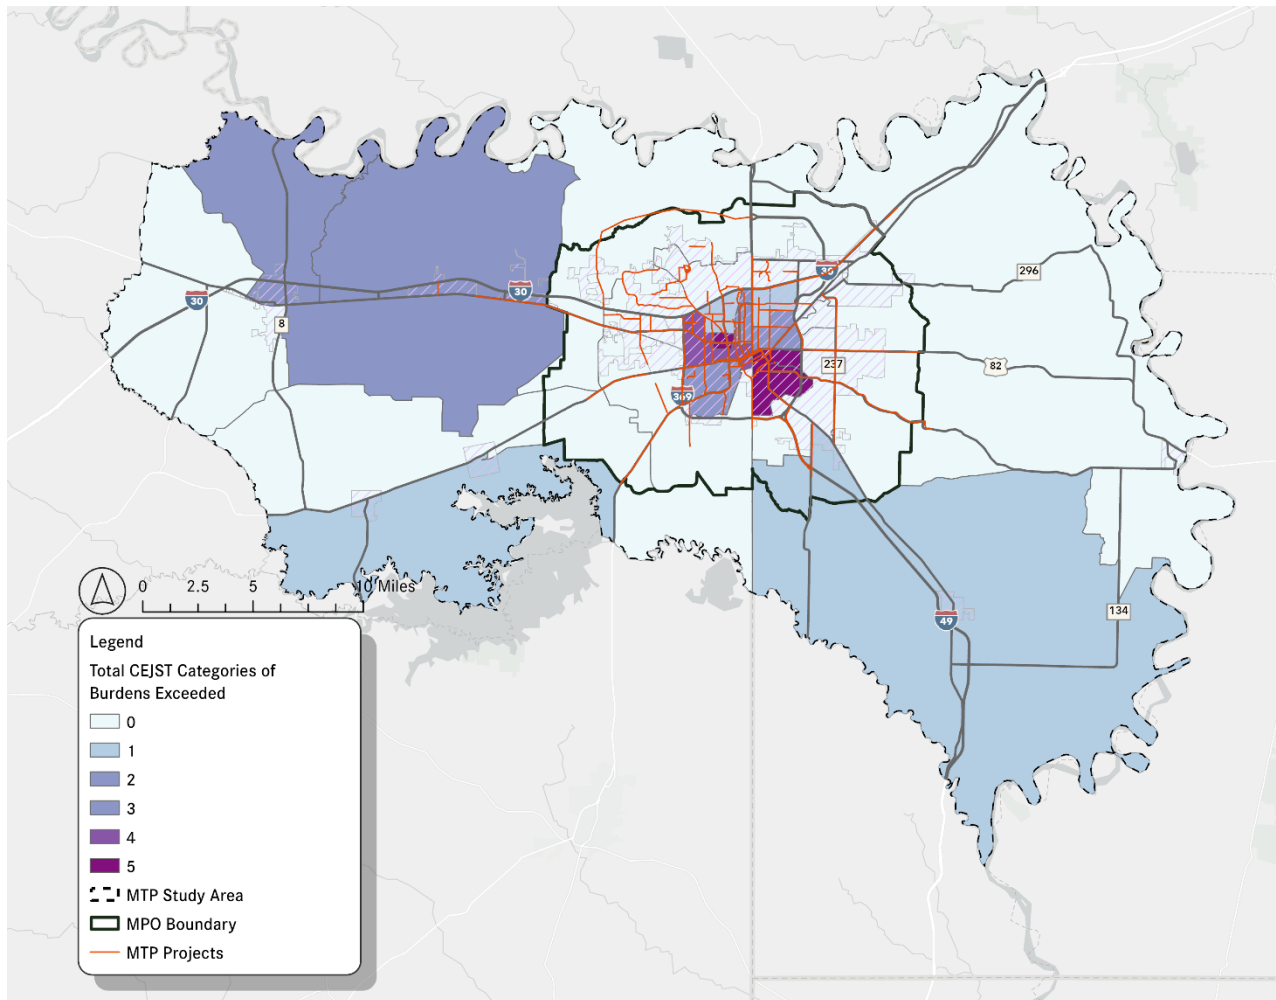 296
30
30
30
8
82
237
369
0 2.5 5 10 Miles
49
134
Legend
Total CEJST Categories of
Burdens Exceeded
0
1
2
3
4
5
MTP Study Area
MPO Boundary
MTP Projects